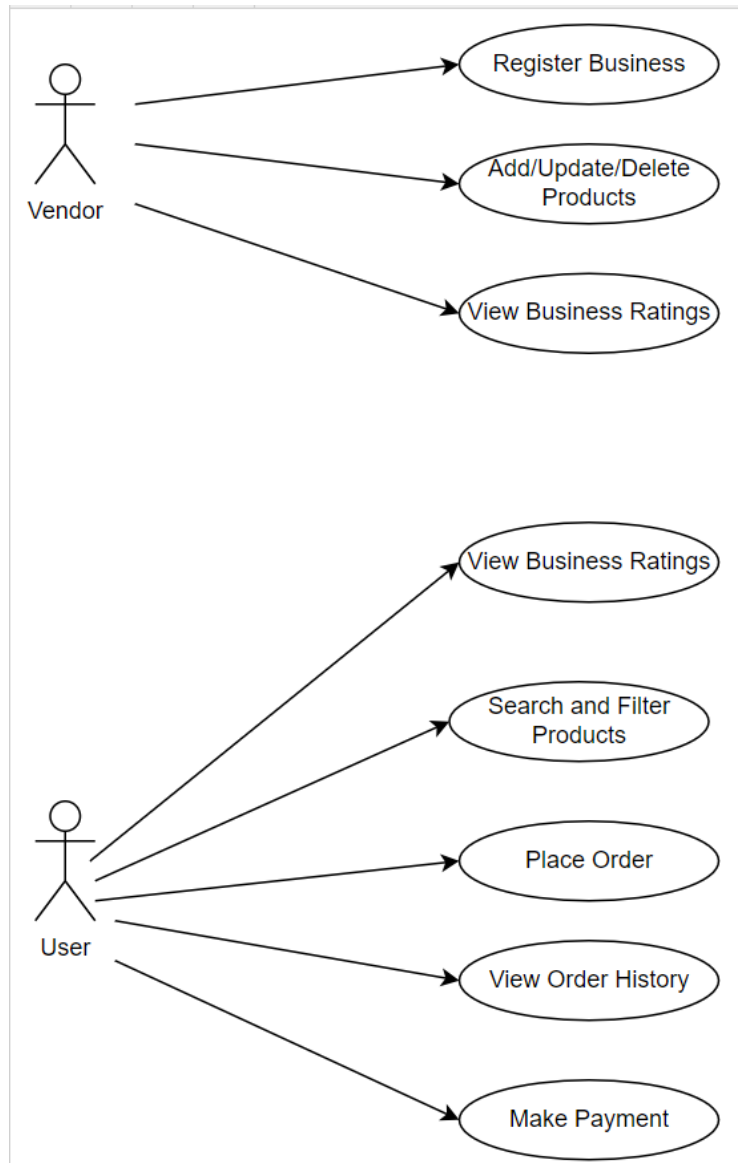 Register Business
Add/Update/Delete
Products
Vendor
View Business Ratings
View Business Ratings
Search and Filter
Products
Place Order
User
View Order History
Make Payment